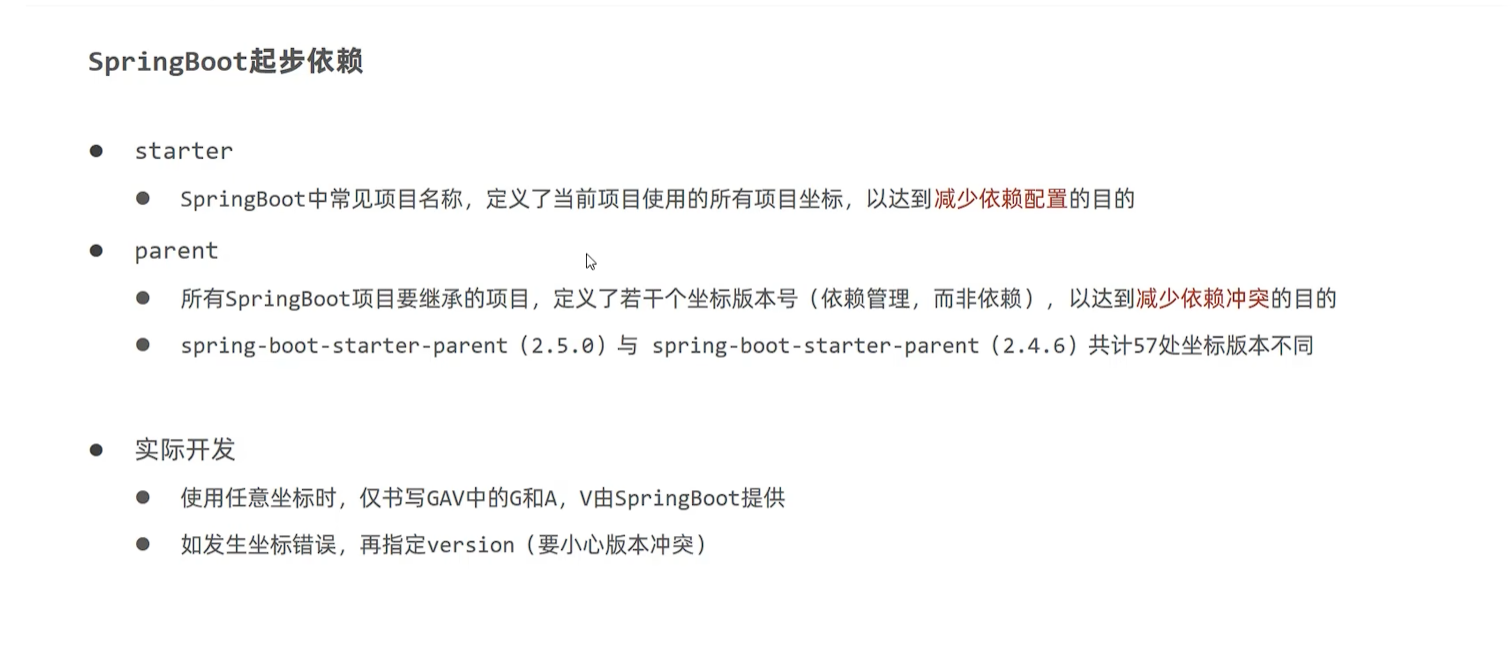 SpringBoot起步依赖
starter
SpringBoot中常见项目名称，定义了当前项目使用的所有项目坐标，以达到减少依赖配置的目的
parent
所有SpringBoot项目要继承的项目，定义了若干个坐标版本号（依赖管理，而非依赖），以达到减少依赖冲突的目的
spring-boot-starter-parent（2.5.0）与 spring-boot-starter-parent（2.4.6）共计57处坐标版本不同
实际开发
使用任意坐标时，仅书写GAV中的G和A，V由SpringBoot提供
如发生坐标错误，再指定version（要小心版本冲突）